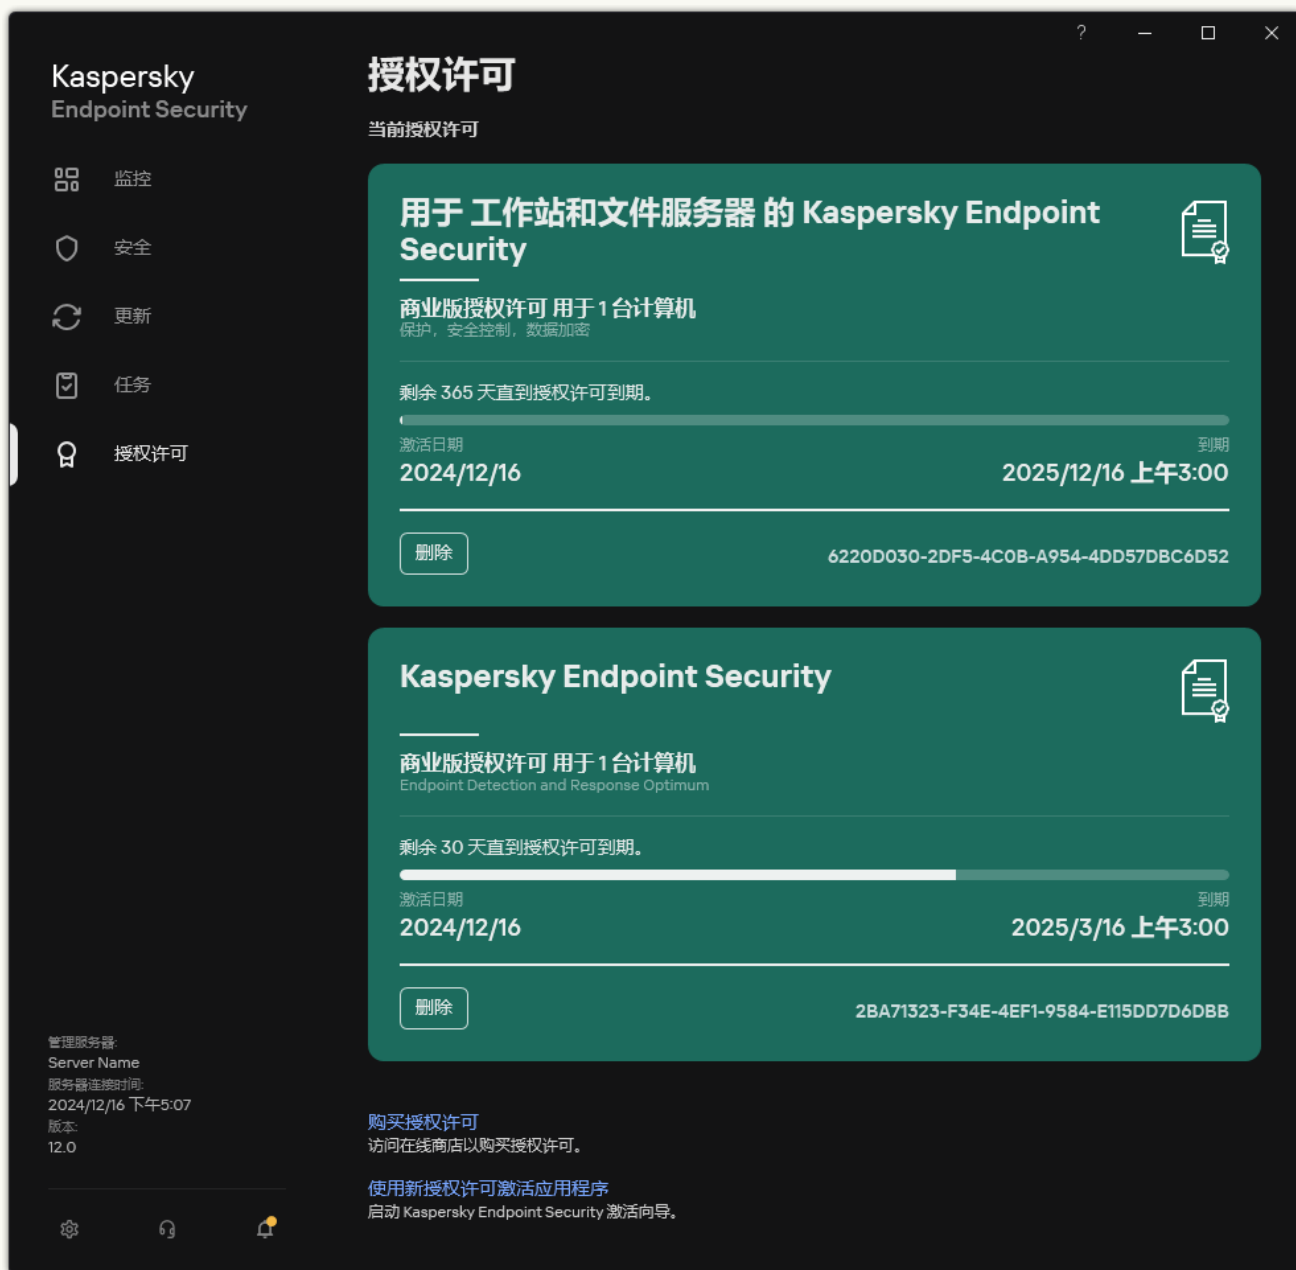 ?
Kaspersky
Endpoint Security
监控
安全
更新
任务
授权许可
管理服务器:
Server Name
服务器连接时间:
2024/12/16 下午5:07
版本:
12.0
授权许可
当前授权许可
用于 工作站和文件服务器 的 Kaspersky Endpoint
Security
商业版授权许可 用于 1 台计算机
保护，安全控制，数据加密
剩余 365 天直到授权许可到期。
激活日期 到期
2024/12/16 2025/12/16 上午3:00
删除 6220D030-2DF5-4C0B-A954-4DD57DBC6D52
Kaspersky Endpoint Security
商业版授权许可 用于 1 台计算机
Endpoint Detection and Response Optimum
剩余 30 天直到授权许可到期。
激活日期 到期
2024/12/16 2025/3/16 上午3:00
删除 2BA71323-F34E-4EF1-9584-E115DD7D6DBB
购买授权许可
访问在线商店以购买授权许可。
使用新授权许可激活应用程序
启动 Kaspersky Endpoint Security 激活向导。